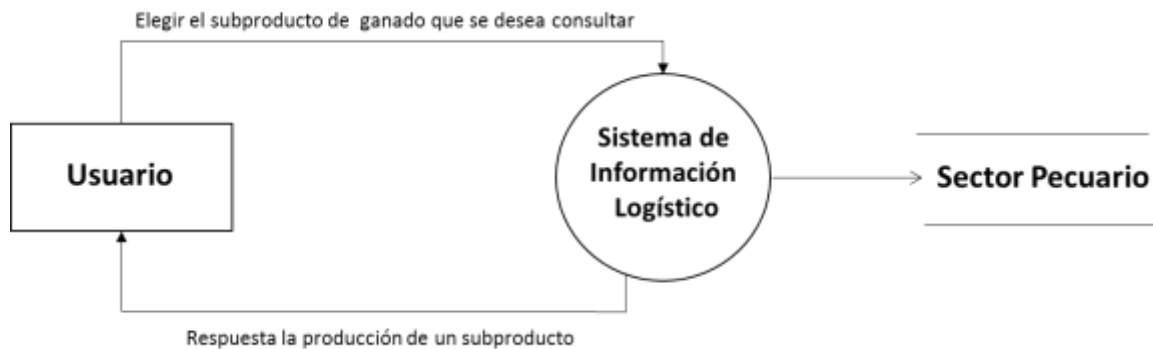 Elegir el subproducto de ganado que se desea consultar
Usuario
Sistema de
Información
Logístico
Sector Pecuario
Respuesta la producción de un subproducto